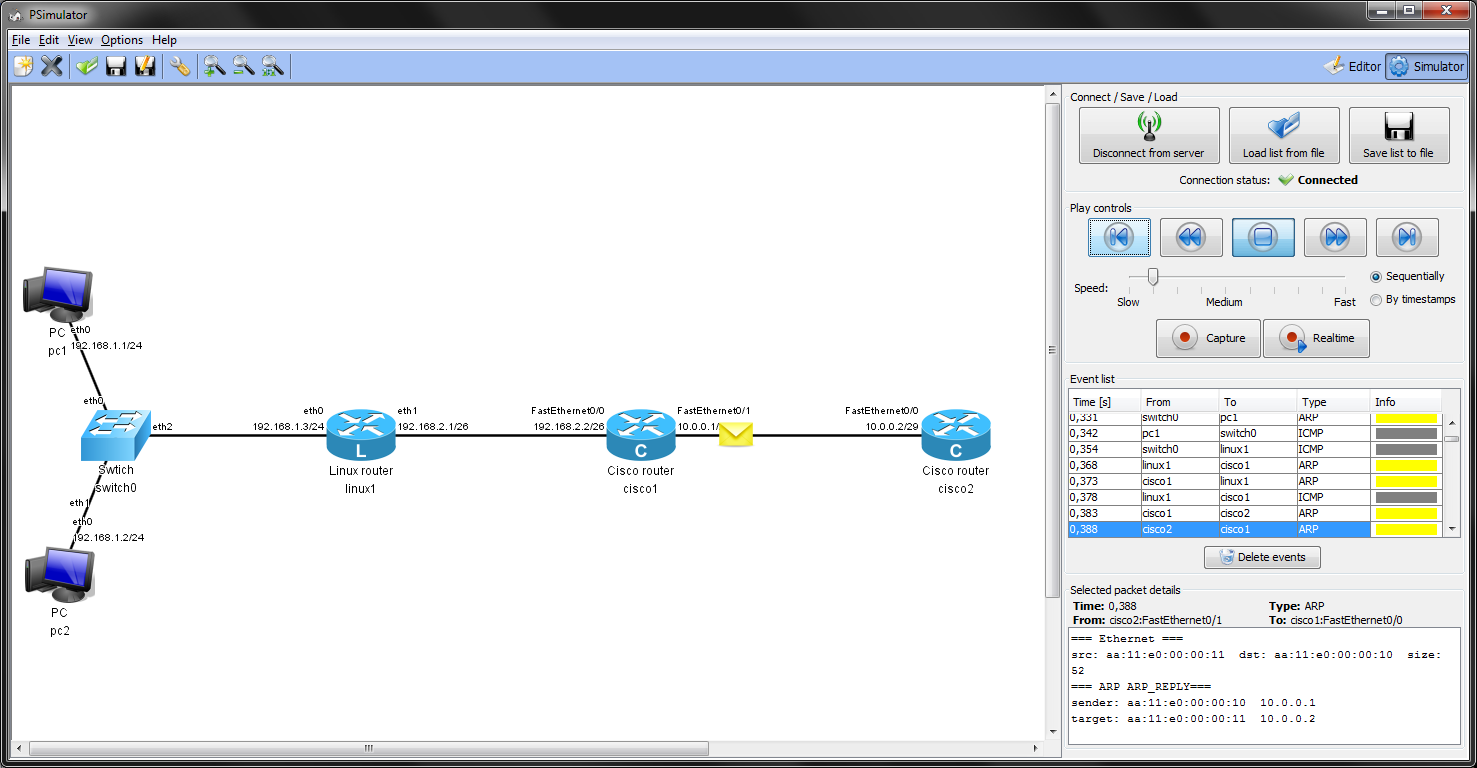 PSimulator
File Edit View Options Help
Editor Simulator
Connect / Save / Load
Disconnect from server Load list from file Save list to file
Connection status: Connected
Play controls
Speed:
Slow Medium Fast
Sequentially
By timestamps
Capture Realtime
Event list
Time [s] From To Type Info
0,331 switch0 pc1 ARP
0,342 pc1 switch0 ICMP
0,354 switch0 linux1 ICMP
0,368 linux1 cisco1 ARP
0,373 cisco1 linux1 ARP
0,378 linux1 cisco1 ICMP
0,383 cisco1 cisco2 ARP
0,388 cisco2 cisco1 ARP
Delete events
Selected packet details
Time: 0,388 Type: ARP
From: cisco2:FastEthernet0/1 To: cisco1:FastEthernet0/0
=== Ethernet ===
src: aa:11:e0:00:00:11 dst: aa:11:e0:00:00:10 size:
52
=== ARP ARP_REPLY===
sender: aa:11:e0:00:00:10 10.0.0.1
target: aa:11:e0:00:00:11 10.0.0.2
PC eth0
pc1 192.168.1.1/24
eth0
eth2
Swtich
switch0
eth1
eth0
192.168.1.2/24
PC
pc2
eth0
192.168.1.3/24
eth1
192.168.2.1/26
L
Linux router
linux1
FastEthernet0/0
192.168.2.2/26
FastEthernet0/1
10.0.0.1/
C
Cisco router
cisco1
FastEthernet0/0
10.0.0.2/29
C
Cisco router
cisco2